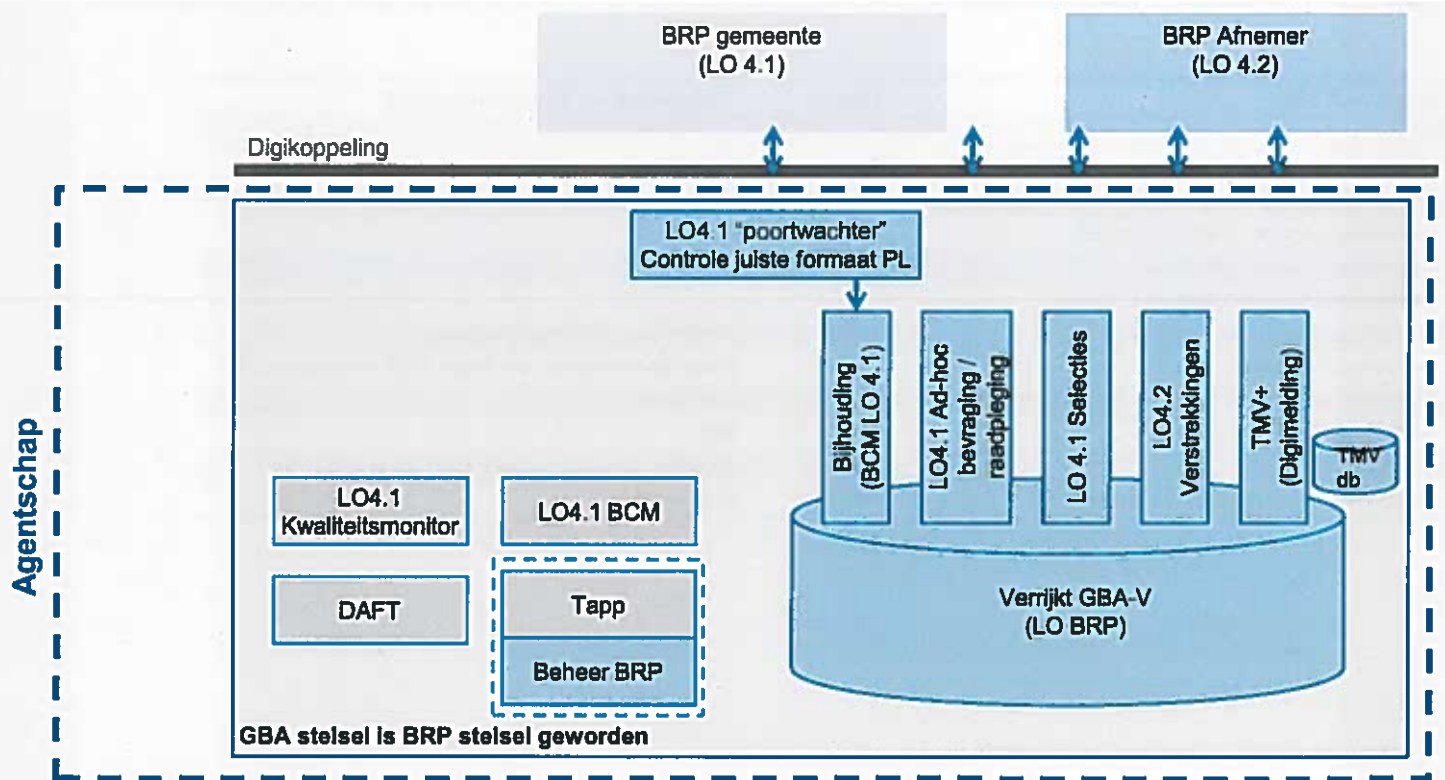 BRP gemeente
(LO 4.1)
BRP Afnemer
(LO 4.2)
Digikoppeling
Agentschap
LO4.1 "poortwachter"
Controle juiste formaat PL
Bijhouding
(BCM LO 4.1)
LO4.1 Ad-hoc
bevraging /
raadpleging
LO 4.1 Selecties
LO4.2
Verstrekkingen
TMV+
(Digimelding)
TMV
db
LO4.1
Kwaliteitsmonitor
LO4.1 BCM
DAFT
Tapp
Beheer BRP
Verrijkt GBA-V
(LO BRP)
GBA stelsel is BRP stelsel geworden